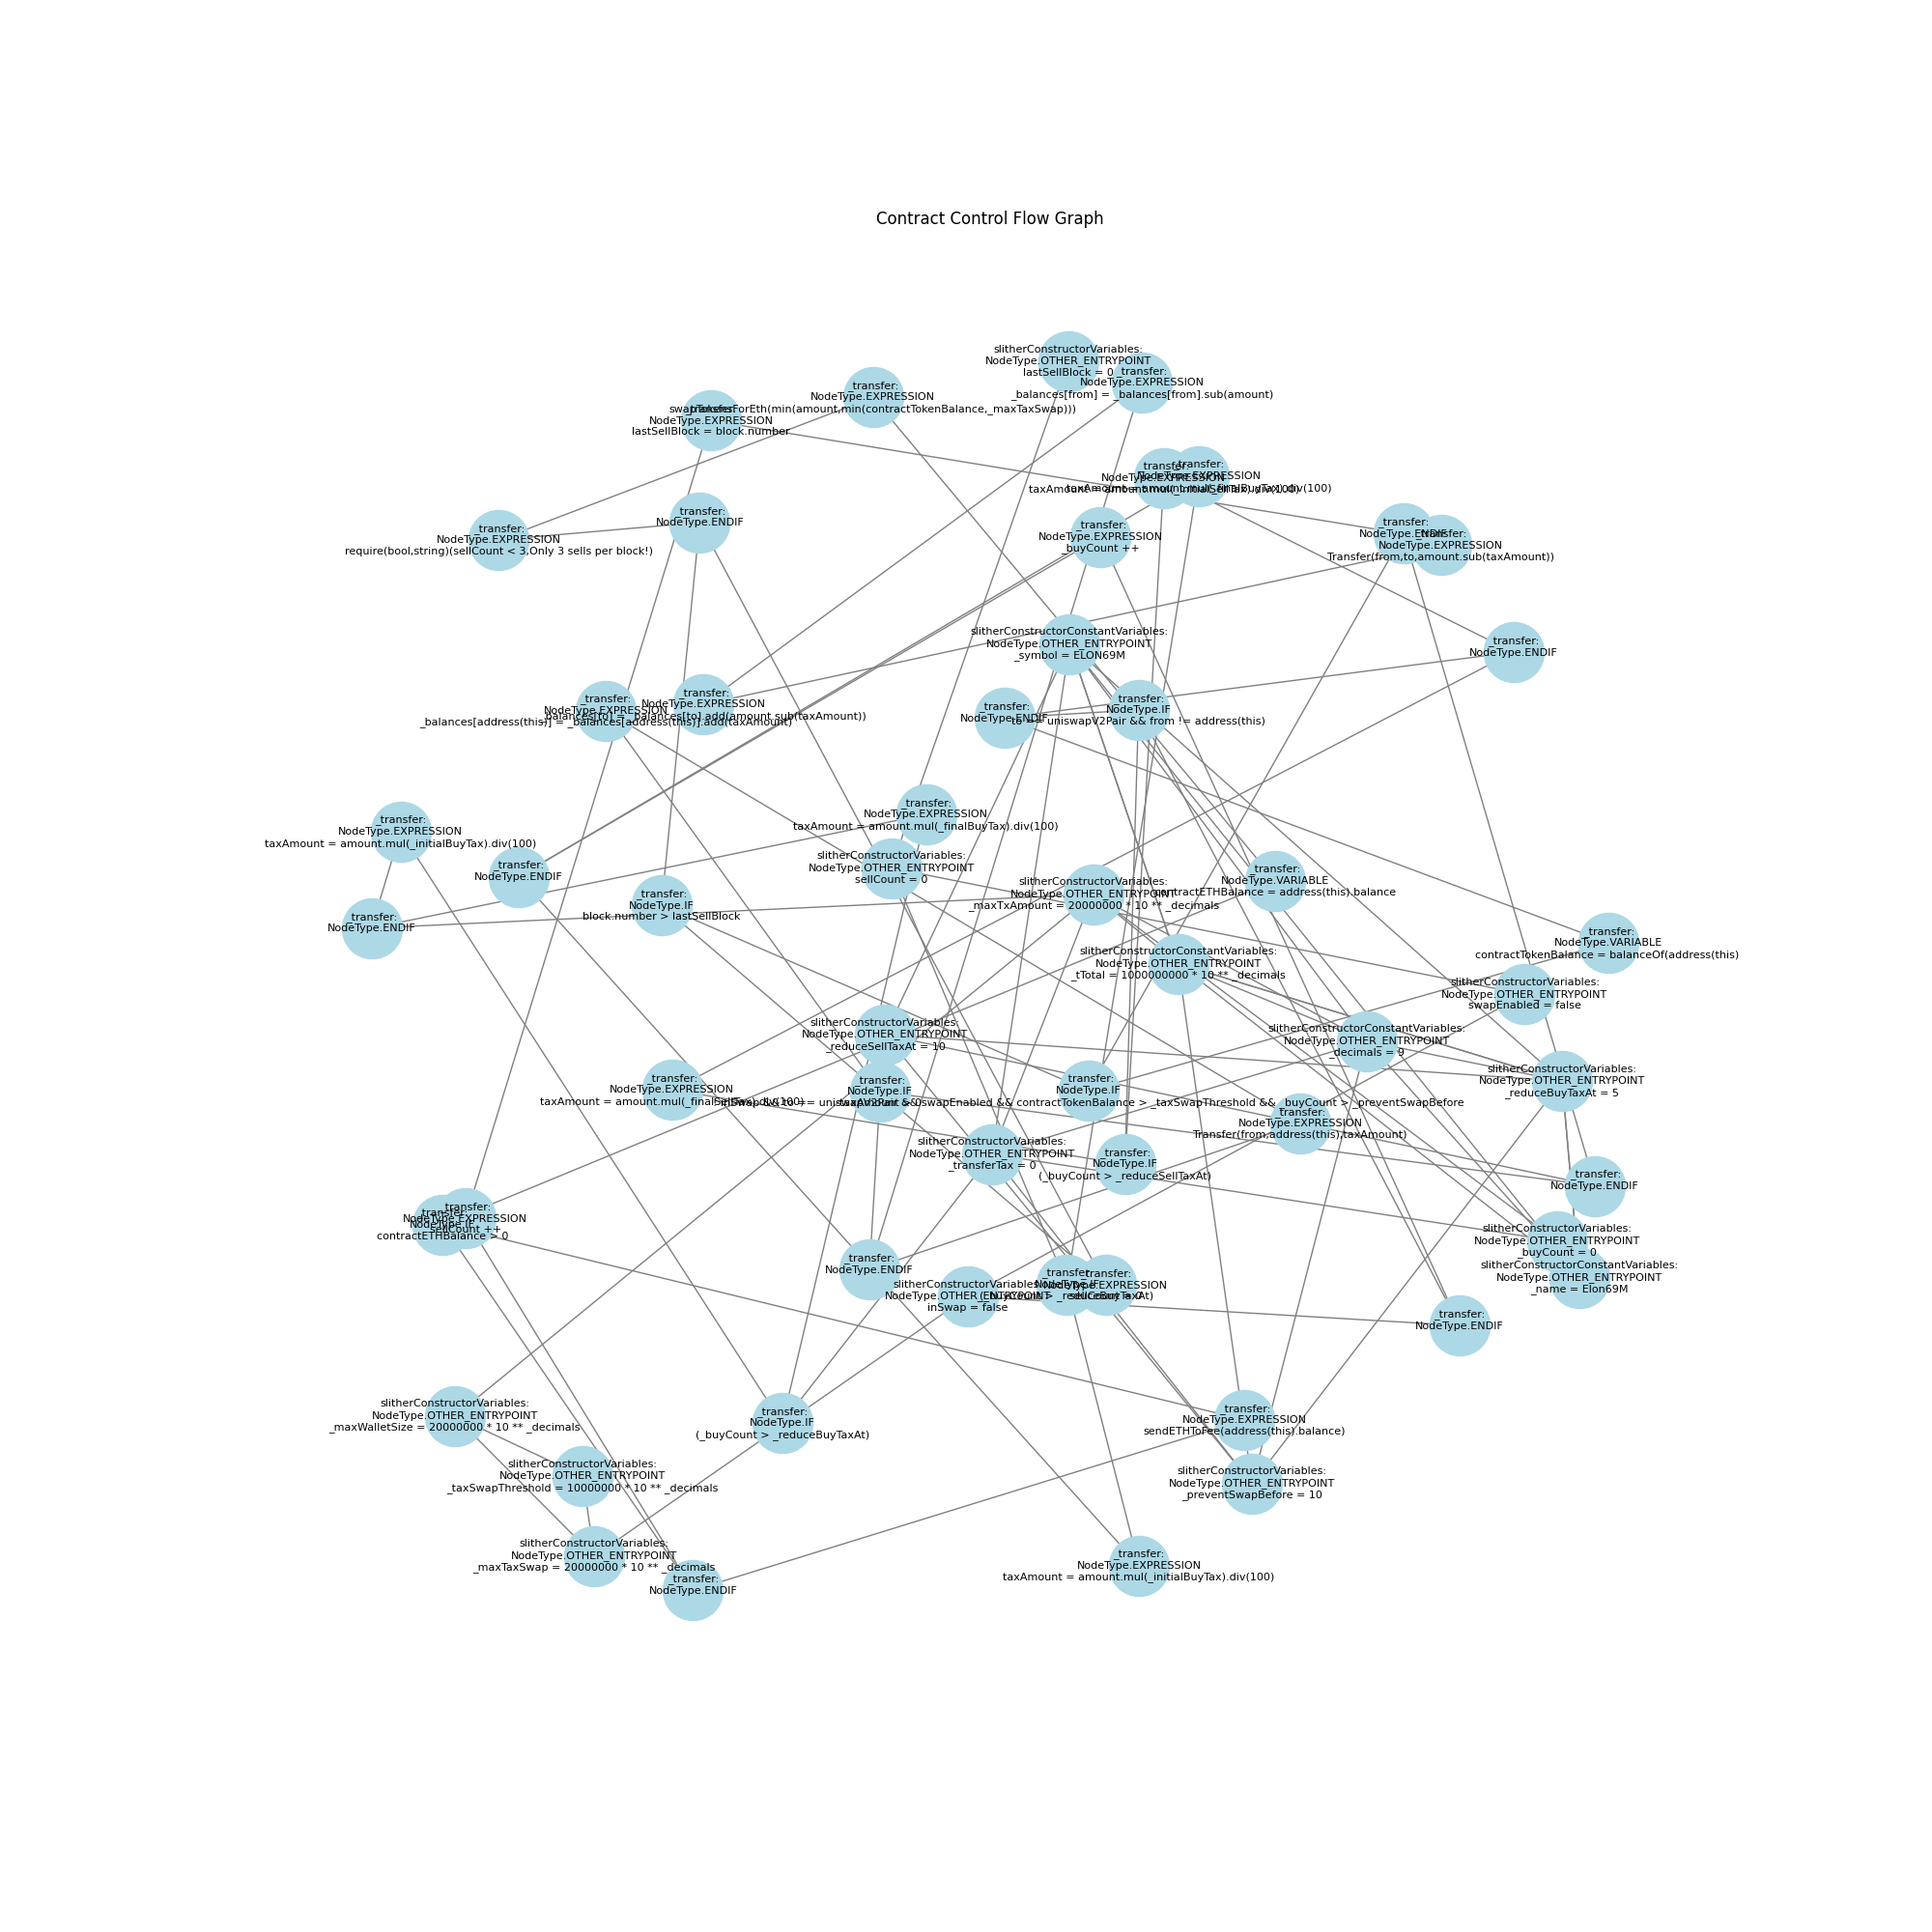 Contract Control Flow Graph
slitherConstructorVariables:
NodeType.OTHER_ENTRYPOINT
lastSellBlock = 0
_transfer:
NodeType.EXPRESSION
_balances[from] = _balances[from].sub(amount)
_transfer:
NodeType.EXPRESSION
swapTokensForEth(min(amount,min(contractTokenBalance,_maxTaxSwap)))
NodeType.EXPRESSION
lastSellBlock = block.number
_transfer:
NodeType.EXPRESSION
taxAmount = amount.mul(_initialSellTax).div(100)
_transfer:
NodeType.EXPRESSION
taxAmount = amount.mul(_finalBuyTax).div(100)
_transfer:
NodeType.ENDIF
_transfer:
NodeType.EXPRESSION
require(bool,string)(sellCount < 3,Only 3 sells per block!)
_transfer:
NodeType.EXPRESSION
_buyCount ++
_transfer:
NodeType.ENDIF
_transfer:
NodeType.EXPRESSION
Transfer(from,to,amount.sub(taxAmount))
slitherConstructorConstantVariables:
NodeType.OTHER_ENTRYPOINT
_symbol = ELON69M
_transfer:
NodeType.ENDIF
_transfer:
NodeType.EXPRESSION
_balances[address(this)] = _balances[address(this)].add(taxAmount)
_transfer:
NodeType.EXPRESSION
_balances[to] = _balances[to].add(amount.sub(taxAmount))
_transfer:
NodeType.ENDIF
_transfer:
NodeType.IF
to == uniswapV2Pair && from != address(this)
_transfer:
NodeType.EXPRESSION
taxAmount = amount.mul(_finalBuyTax).div(100)
_transfer:
NodeType.EXPRESSION
taxAmount = amount.mul(_initialBuyTax).div(100)
slitherConstructorVariables:
NodeType.OTHER_ENTRYPOINT
sellCount = 0
_transfer:
NodeType.ENDIF
_transfer:
NodeType.VARIABLE
contractETHBalance = address(this).balance
slitherConstructorVariables:
NodeType.OTHER_ENTRYPOINT
_maxTxAmount = 20000000 * 10 ** _decimals
_transfer:
NodeType.IF
block.number > lastSellBlock
_transfer:
NodeType.ENDIF
_transfer:
NodeType.VARIABLE
contractTokenBalance = balanceOf(address(this)
slitherConstructorConstantVariables:
NodeType.OTHER_ENTRYPOINT
_tTotal = 1000000000 * 10 ** _decimals
slitherConstructorVariables:
NodeType.OTHER_ENTRYPOINT
swapEnabled = false
slitherConstructorVariables:
NodeType.OTHER_ENTRYPOINT
_reduceSellTaxAt = 10
slitherConstructorConstantVariables:
NodeType.OTHER_ENTRYPOINT
_decimals = 9
slitherConstructorVariables:
NodeType.OTHER_ENTRYPOINT
_reduceBuyTaxAt = 5
_transfer:
NodeType.EXPRESSION
taxAmount = amount.mul(_finalSellTax).div(100)
_transfer:
NodeType.IF
taxAmount > 0
_transfer:
NodeType.IF
&& swapEnabled && contractTokenBalance > _taxSwapThreshold && _buyCount > _preventSwapBefore
_transfer:
NodeType.EXPRESSION
Transfer(from,address(this),taxAmount)
slitherConstructorVariables:
NodeType.OTHER_ENTRYPOINT
_transferTax = 0
_transfer:
NodeType.IF
(_buyCount > _reduceSellTaxAt)
_transfer:
NodeType.ENDIF
_transfer:
NodeType.EXPRESSION
sellCount ++
_transfer:
NodeType.IF
contractETHBalance > 0
slitherConstructorVariables:
NodeType.OTHER_ENTRYPOINT
_buyCount = 0
slitherConstructorConstantVariables:
NodeType.OTHER_ENTRYPOINT
_name = Elon69M
_transfer:
NodeType.ENDIF
slitherConstructorVariables:
NodeType.OTHER_ENTRYPOINT
inSwap = false
_transfer:
NodeType.IF
(_buyCount > _reduceBuyTaxAt)
_transfer:
NodeType.EXPRESSION
sellCount = 0
_transfer:
NodeType.ENDIF
slitherConstructorVariables:
NodeType.OTHER_ENTRYPOINT
_maxWalletSize = 20000000 * 10 ** _decimals
_transfer:
NodeType.IF
(_buyCount > _reduceBuyTaxAt)
_transfer:
NodeType.EXPRESSION
sendETHToFee(address(this).balance)
slitherConstructorVariables:
NodeType.OTHER_ENTRYPOINT
_taxSwapThreshold = 10000000 * 10 ** _decimals
slitherConstructorVariables:
NodeType.OTHER_ENTRYPOINT
_preventSwapBefore = 10
slitherConstructorVariables:
NodeType.OTHER_ENTRYPOINT
_maxTaxSwap = 20000000 * 10 ** _decimals
_transfer:
NodeType.ENDIF
_transfer:
NodeType.EXPRESSION
taxAmount = amount.mul(_initialBuyTax).div(100)